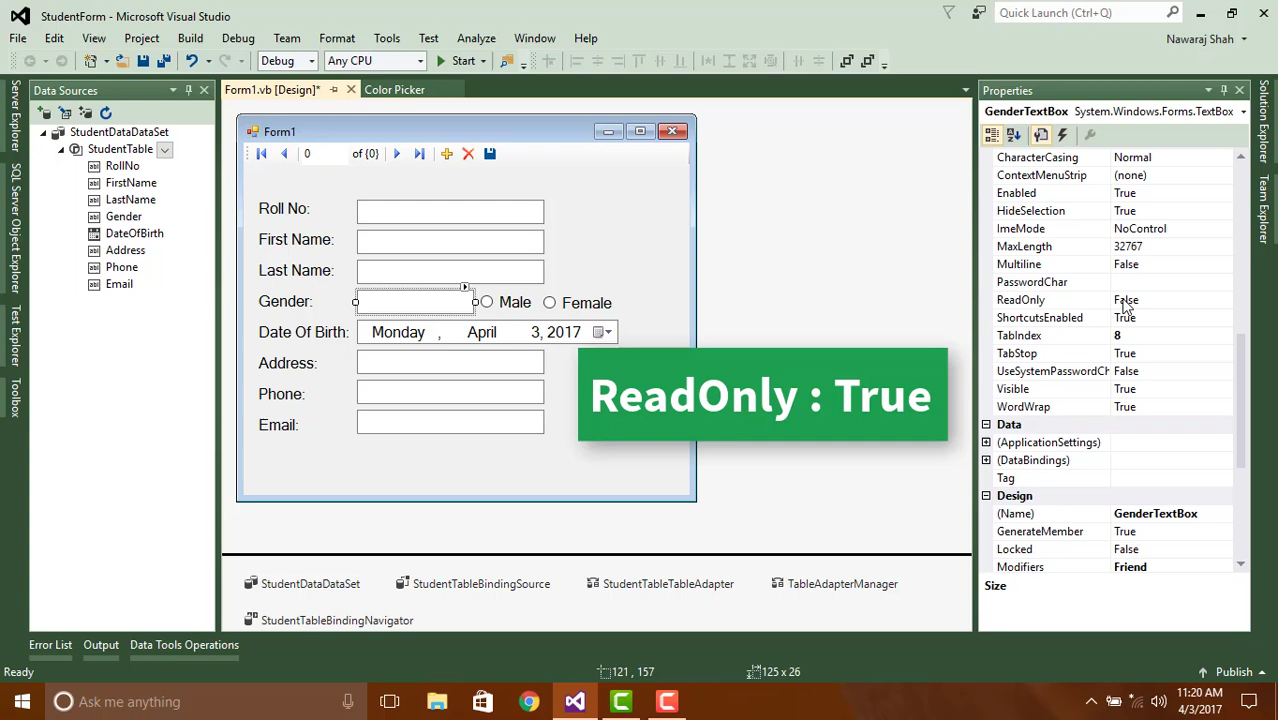 StudentForm - Microsoft Visual Studio
Quick Launch (Ctrl+Q)
File Edit View Project Build Debug Team Format Tools Test Analyze Window Help
Nawaraj Shah
Debug Any CPU Start
Data Sources
Form1.vb [Design]* Color Picker
Properties
Server Explorer
SQL Server Object Explorer
Toolbox
StudentDataDataSet
StudentTable
RollNo
FirstName
LastName
Gender
DateOfBirth
Address
Phone
Email
Form1
0 of {0}
Roll No:
First Name:
Last Name:
Gender: Male Female
Date Of Birth: Monday , April 3, 2017
Address:
Phone:
Email:
ReadOnly : True
StudentDataDataSet StudentTableBindingSource StudentTableTableAdapter TableAdapterManager
StudentTableBindingNavigator
GenderTextBox System.Windows.Forms.TextBox
CharacterCasing Normal
ContextMenuStrip (none)
Enabled True
HideSelection True
ImeMode NoControl
MaxLength 32767
Multiline False
PasswordChar
ReadOnly False
ShortcutsEnabled True
TabIndex 8
TabStop True
UseSystemPasswordCh False
Visible True
WordWrap True
Data
(ApplicationSettings)
(DataBindings)
Tag
Design
(Name) GenderTextBox
GenerateMember True
Locked False
Modifiers Friend
Size
Solution Explorer
Team Explorer
Error List Output Data Tools Operations
Ready 121 , 157 125 x 26 Publish
Ask me anything
11:20 AM
4/3/2017